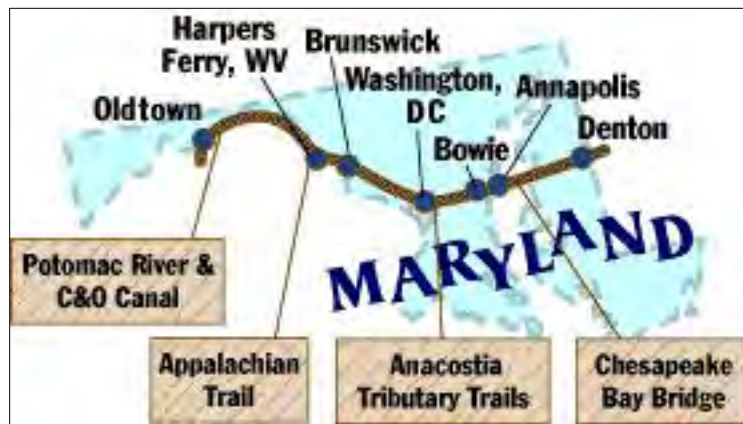 Harpers
Ferry, WV
Brunswick
Washington,
DC
Annapolis
Oldtown
Bowie
Denton
MARYLAND
Potomac River &
C&O Canal
Appalachian
Trail
Anacostia
Tributary Trails
Chesapeake
Bay Bridge